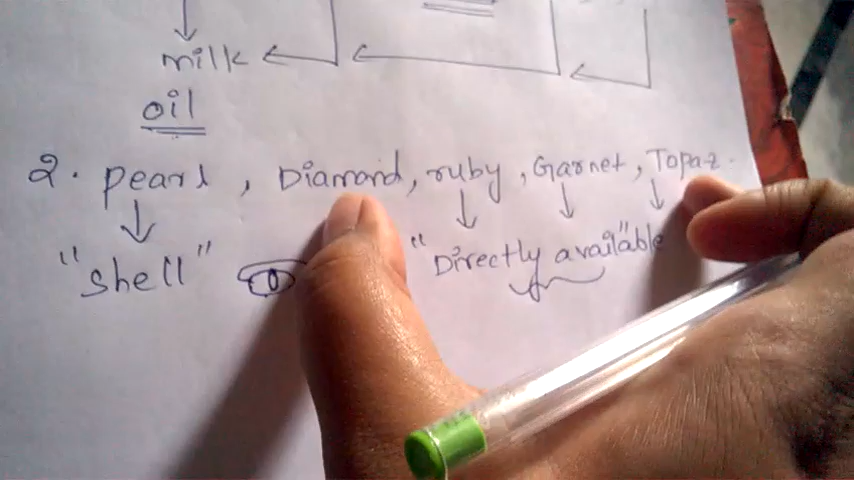 milk
oil
2. Pearl, Diamond, ruby, Garnet, Topaz.
"shell" "Directly available"